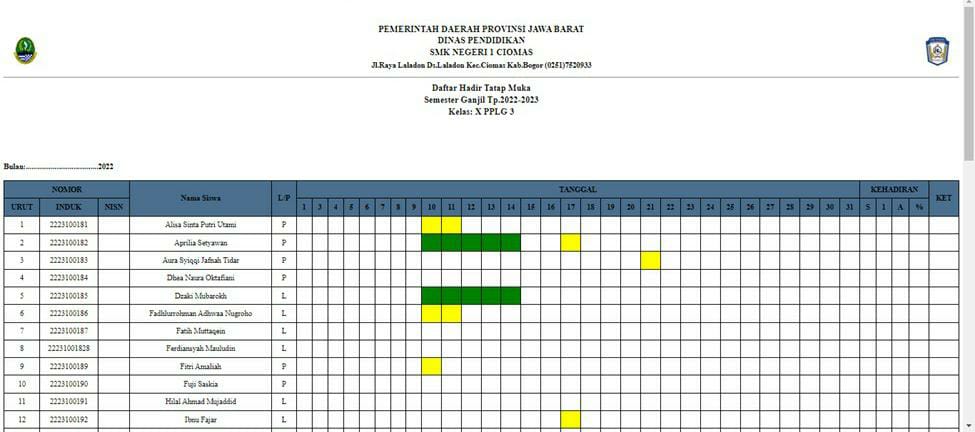 PEMERINTAH DAERAH PROVINSI JAWA BARAT
DINAS PENDIDIKAN
SMK NEGERI 1 CIOMAS
Jl.Raya Laladon Ds.Laladon Kec.Ciomas Kab.Bogor (0251)7520933
Daftar Hadir Tatap Muka
Semester Ganjil Tp.2022-2023
Kelas: X PPLG 3
Bulan:.......................................2022
NOMOR Nama Siswa L/P TANGGAL KEHADIRAN KET
URUT INDUK NISN 1 3 4 5 6 7 8 9 10 11 12 13 14 15 16 17 18 19 20 21 22 23 24 25 26 27 28 29 30 31 S 1 A %
1 2223100181 Alisa Sinta Putri Utami P
2 2223100182 Aprilia Setyawan P
3 2223100183 Aura Syiqqi Jafnah Tidar P
4 2223100184 Dhea Naura Oktafiani P
5 2223100185 Dzaki Mubarokh L
6 2223100186 Fadhlurrohman Adhwaa Nugroho L
7 2223100187 Fatih Muttaqein L
8 22231001828 Ferdiansyah Mauludin L
9 2223100189 Fitri Amaliah P
10 2223100190 Fuji Saskia P
11 2223100191 Hilal Ahmad Mujaddid L
12 2223100192 Ibnu Fajar L